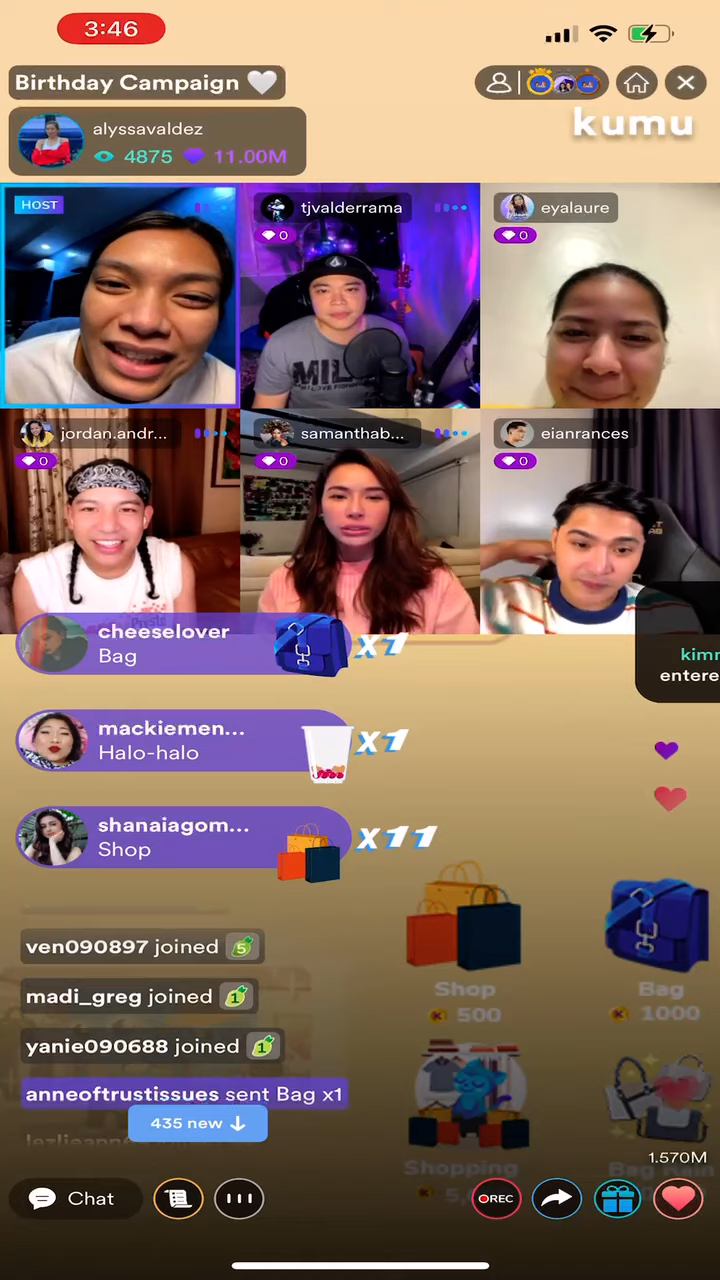 3:46
Birthday Campaign
kumu
alyssavaldez
4875 11.00M
HOST
tjvalderrama
0
eyalaure
0
jordan.andr...
0
samanthab...
0
eianrances
0
cheeselover
Bag
X1
kimr
entere
mackiemen...
Halo-halo
X1
shanaiagom...
Shop
X11
ven090897 joined 5
madi_greg joined 1
yanie090688 joined 1
anneoftrustissues sent Bag x1
435 new
Shop
500
Bag
1000
Shopping
Bag Rain
1.570M
Chat
REC